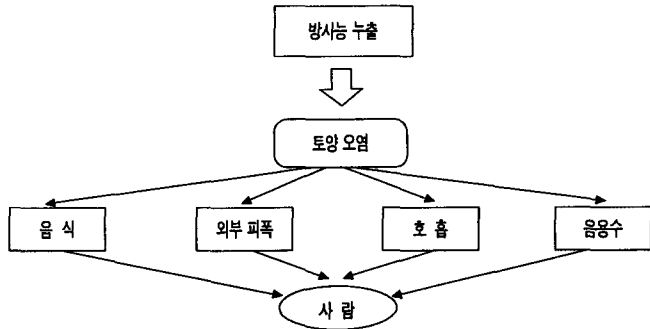 방사능 누출
토양 오염
음 식
외부 피폭
호 흡
음용수
사 람